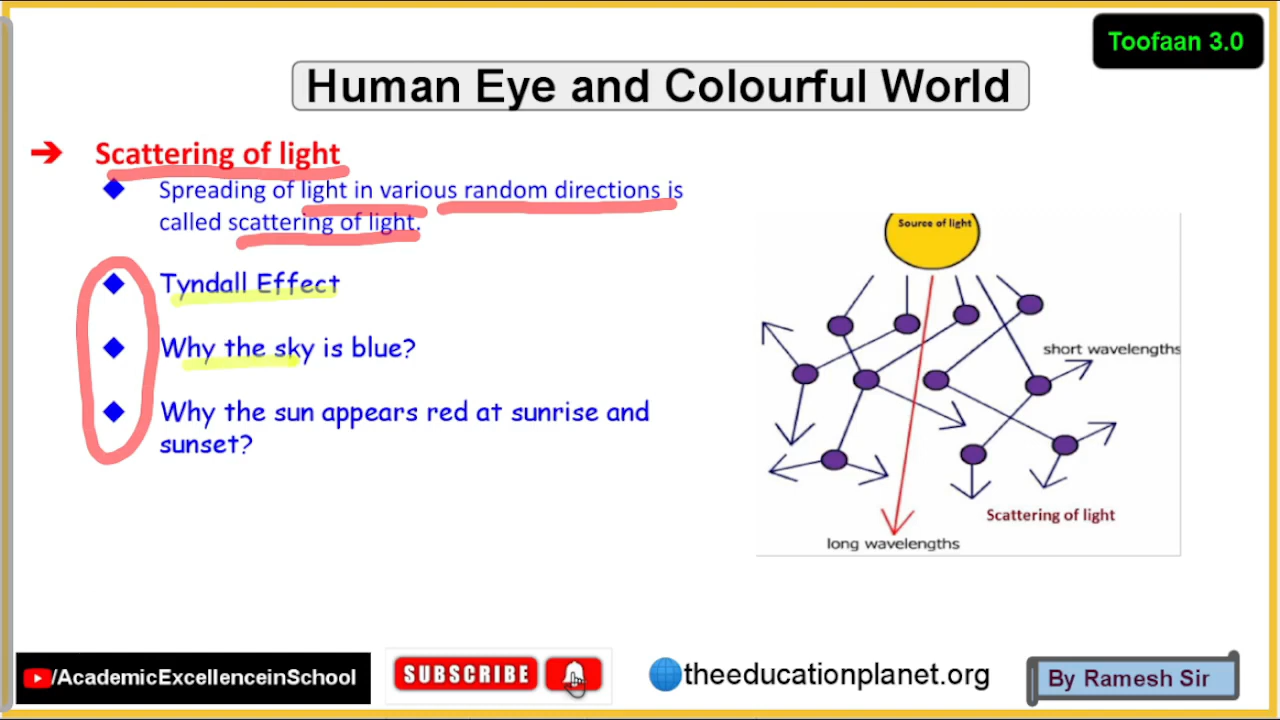 Toofaan 3.0
Human Eye and Colourful World
➔ Scattering of light
◆ Spreading of light in various random directions is
called scattering of light.
◆ Tyndall Effect
◆ Why the sky is blue?
◆ Why the sun appears red at sunrise and
sunset?
Source of light
short wavelengths
Scattering of light
long wavelengths
/AcademicExcellenceinSchool
SUBSCRIBE
theeducationplanet.org
By Ramesh Sir